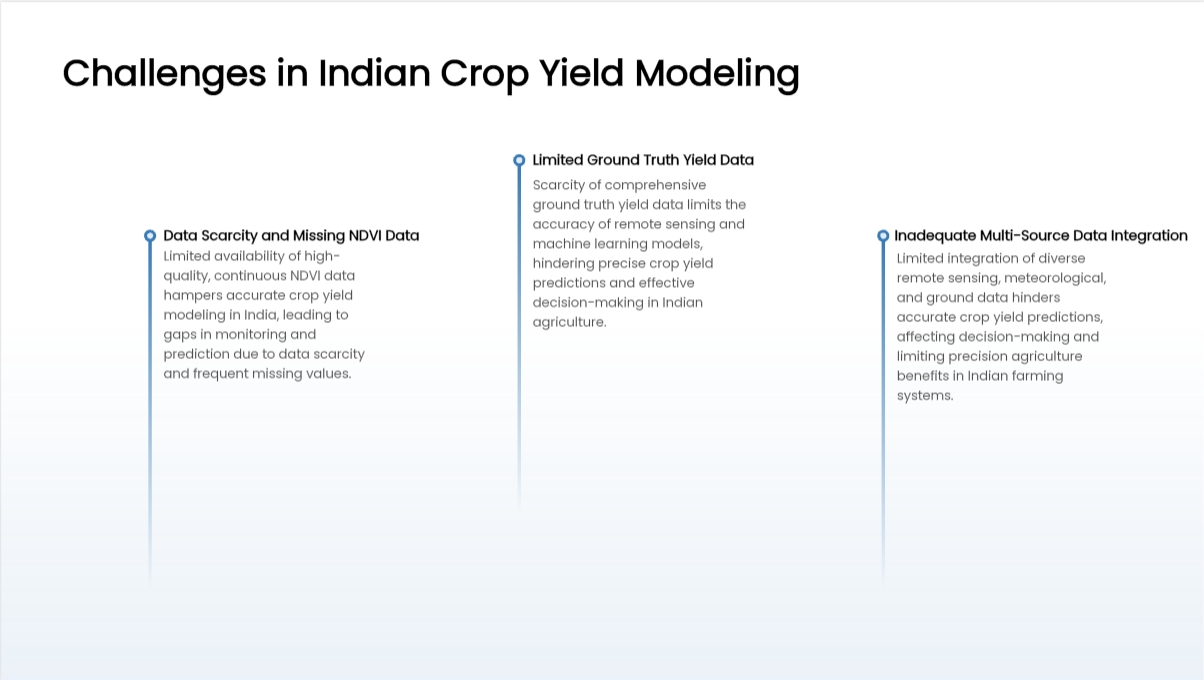 Challenges in Indian Crop Yield Modeling
Data Scarcity and Missing NDVI Data
Limited availability of high-
quality, continuous NDVI data
hampers accurate crop yield
modeling in India, leading to
gaps in monitoring and
prediction due to data scarcity
and frequent missing values.
Limited Ground Truth Yield Data
Scarcity of comprehensive
ground truth yield data limits the
accuracy of remote sensing and
machine learning models,
hindering precise crop yield
predictions and effective
decision-making in Indian
agriculture.
Inadequate Multi-Source Data Integration
Limited integration of diverse
remote sensing, meteorological,
and ground data hinders
accurate crop yield predictions,
affecting decision-making and
limiting precision agriculture
benefits in Indian farming
systems.